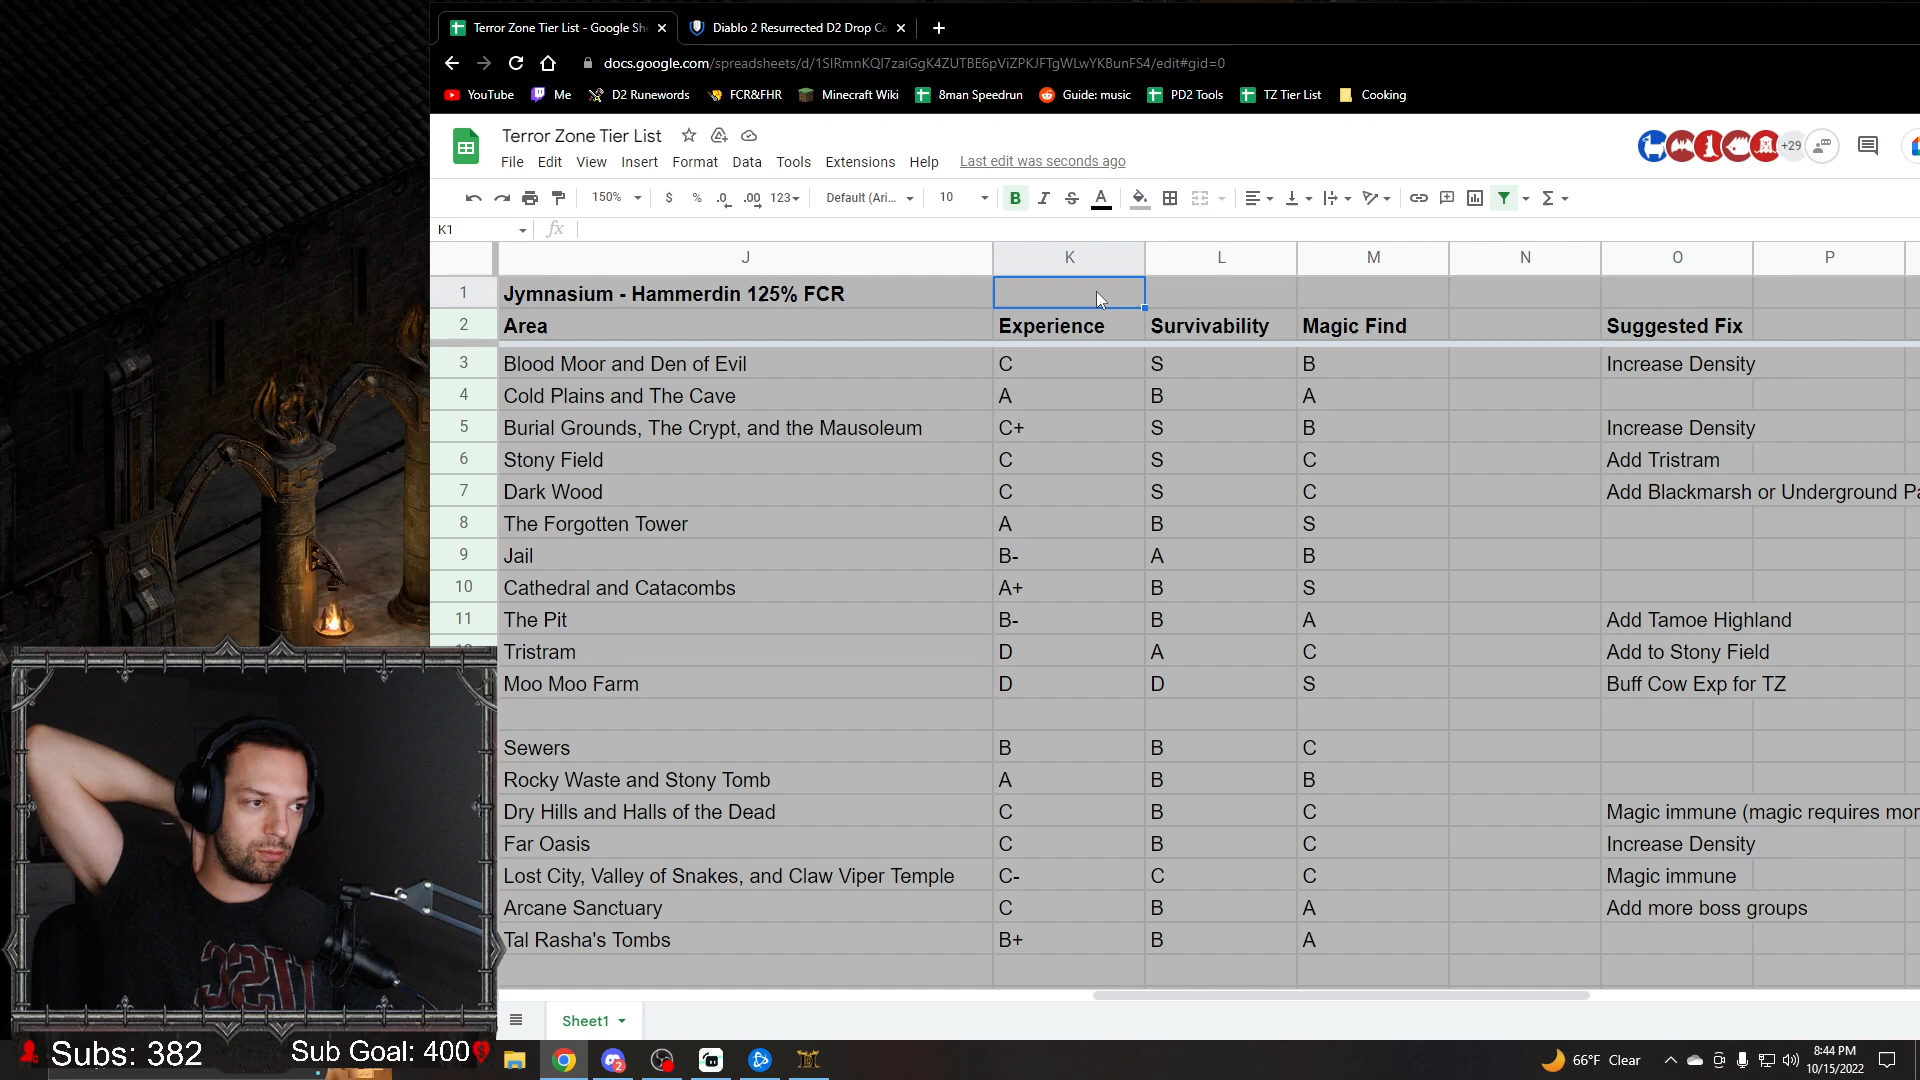 Terror Zone Tier List - Google She
Diablo 2 Resurrected D2 Drop Ca
docs.google.com/spreadsheets/d/1SlRmnKQI7zaiGgK4ZUTBE6pViZPKJFTgWLwYKBunFS4/edit#gid=0
YouTube Me D2 Runewords FCR&FHR Minecraft Wiki 8man Speedrun Guide: music PD2 Tools TZ Tier List Cooking
Terror Zone Tier List
+29
File Edit View Insert Format Data Tools Extensions Help Last edit was seconds ago
150% $ % .0 .00 123 Default (Ari... 10 B I S A Σ
K1 fx
J K L M N O P
1 Jymnasium - Hammerdin 125% FCR
2 Area Experience Survivability Magic Find Suggested Fix
3 Blood Moor and Den of Evil C S B Increase Density
4 Cold Plains and The Cave A B A
5 Burial Grounds, The Crypt, and the Mausoleum C+ S B Increase Density
6 Stony Field C S C Add Tristram
7 Dark Wood C S C Add Blackmarsh or Underground Pa
8 The Forgotten Tower A B S
9 Jail B- A B
10 Cathedral and Catacombs A+ B S
11 The Pit B- B A Add Tamoe Highland
Tristram D A C Add to Stony Field
Moo Moo Farm D D S Buff Cow Exp for TZ
Sewers B B C
Rocky Waste and Stony Tomb A B B
Dry Hills and Halls of the Dead C B C Magic immune (magic requires mor
Far Oasis C B C Increase Density
Lost City, Valley of Snakes, and Claw Viper Temple C- C C Magic immune
Arcane Sanctuary C B A Add more boss groups
Tal Rasha's Tombs B+ B A
Sheet1
Subs: 382 Sub Goal: 400
2
66°F Clear
8:44 PM
10/15/2022